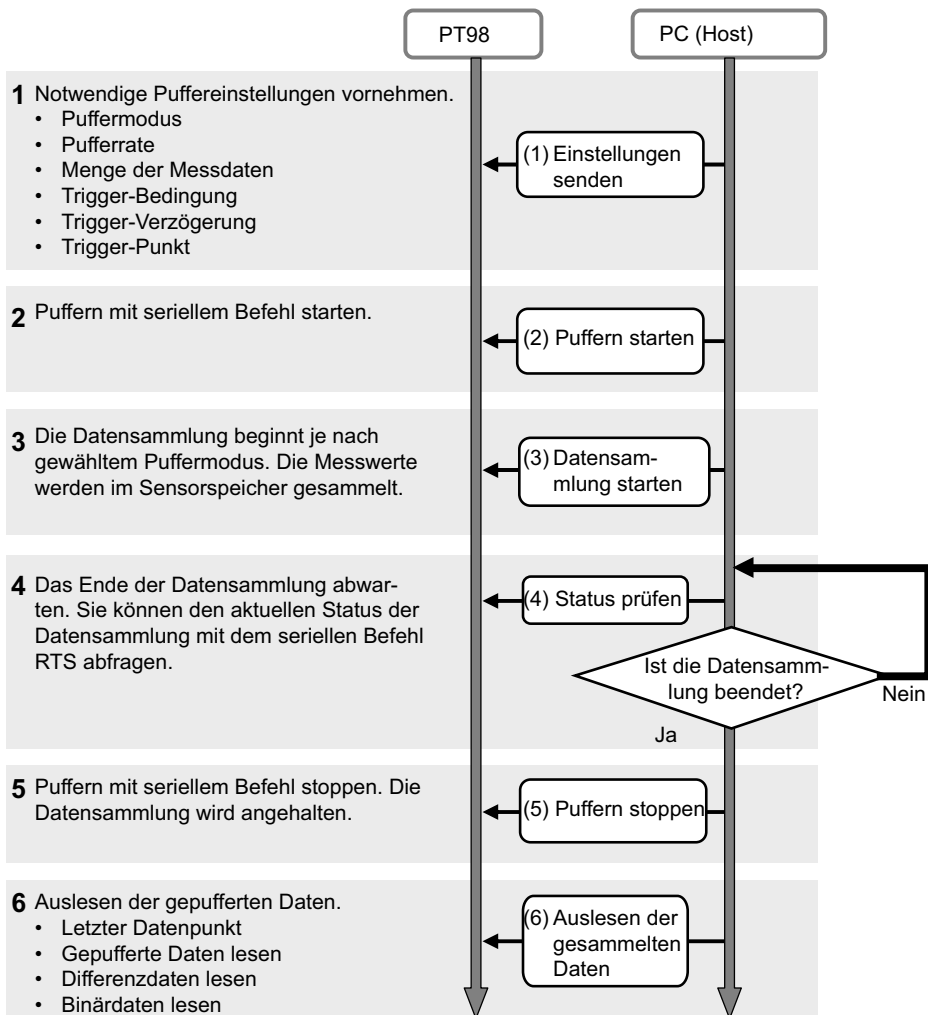 PT98
PC (Host)
1 Notwendige Puffereinstellungen vornehmen.
• Puffermodus
• Pufferrate
• Menge der Messdaten
• Trigger-Bedingung
• Trigger-Verzögerung
• Trigger-Punkt
(1) Einstellungen
senden
2 Puffern mit seriellem Befehl starten.
(2) Puffern starten
3 Die Datensammlung beginnt je nach
gewähltem Puffermodus. Die Messwerte
werden im Sensorspeicher gesammelt.
(3) Datensam-
mlung starten
4 Das Ende der Datensammlung abwar-
ten. Sie können den aktuellen Status der
Datensammlung mit dem seriellen Befehl
RTS abfragen.
(4) Status prüfen
Ist die Datensamm-
lung beendet?
Nein
Ja
5 Puffern mit seriellem Befehl stoppen. Die
Datensammlung wird angehalten.
(5) Puffern stoppen
6 Auslesen der gepufferten Daten.
• Letzter Datenpunkt
• Gepufferte Daten lesen
• Differenzdaten lesen
• Binärdaten lesen
(6) Auslesen der
gesammelten
Daten